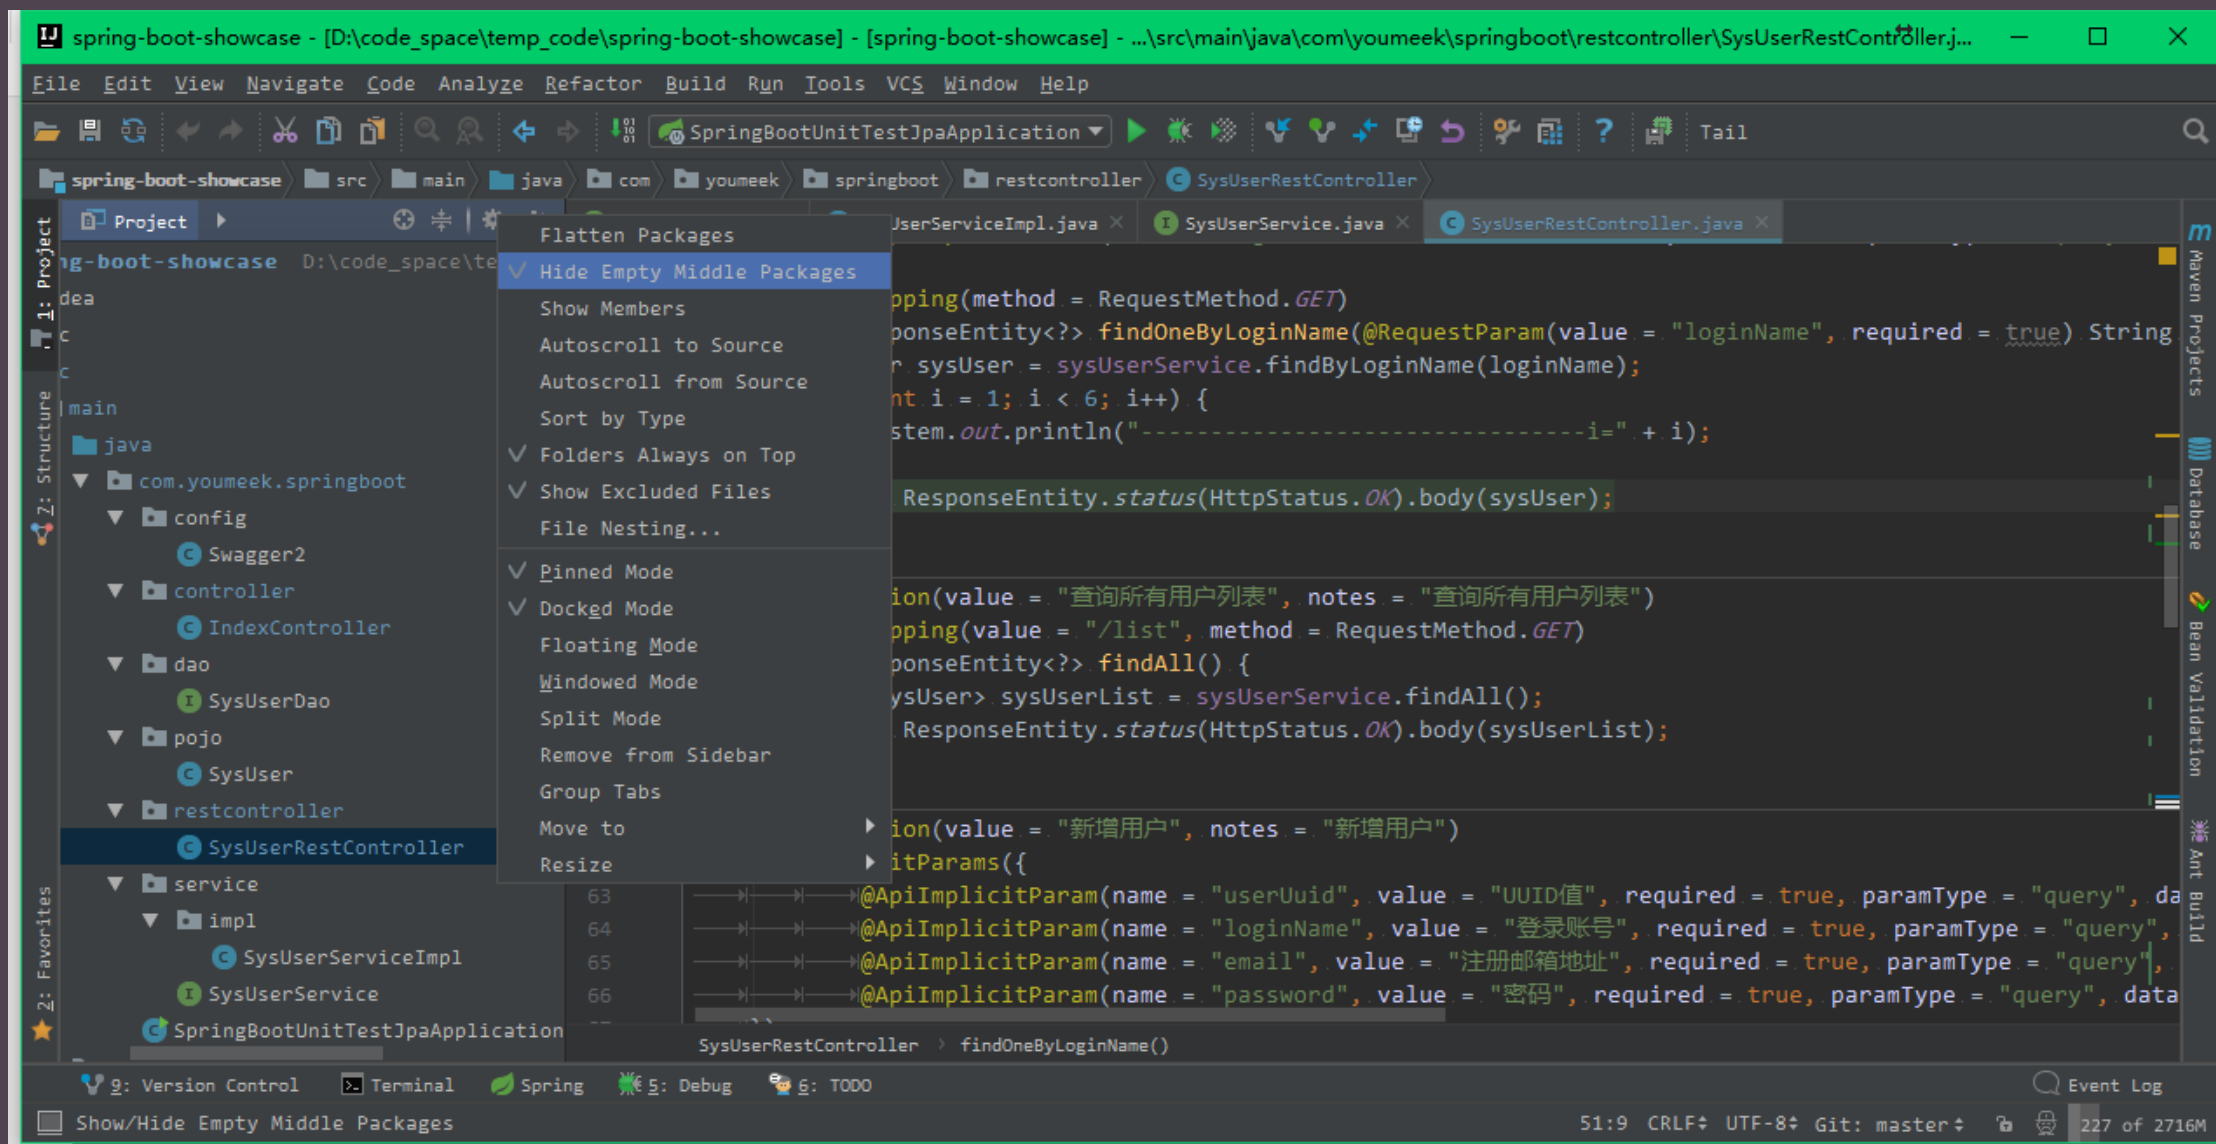 spring-boot-showcase - [D:\code_space\temp_code\spring-boot-showcase] - [spring-boot-showcase] - ...\src\main\java\com\youmeek\springboot\restcontroller\SysUserRestController.j...
File Edit View Navigate Code Analyze Refactor Build Run Tools VCS Window Help
SpringBootUnitTestJpaApplication Tail
spring-boot-showcase src main java com youmeek springboot restcontroller SysUserRestController
Project
UserServiceImpl.java SysUserService.java SysUserRestController.java
1: Project
7: Structure
2: Favorites
ng-boot-showcase D:\code_space\te
dea
c
c
main
java
com.youmeek.springboot
config
Swagger2
controller
IndexController
dao
SysUserDao
pojo
SysUser
restcontroller
SysUserRestController
service
impl
SysUserServiceImpl
SysUserService
SpringBootUnitTestJpaApplication
Flatten Packages
Hide Empty Middle Packages
Show Members
Autoscroll to Source
Autoscroll from Source
Sort by Type
Folders Always on Top
Show Excluded Files
File Nesting...
Pinned Mode
Docked Mode
Floating Mode
Windowed Mode
Split Mode
Remove from Sidebar
Group Tabs
Move to
Resize
pping(method = RequestMethod.GET)
ponseEntity<?> findOneByLoginName(@RequestParam(value = "loginName", required = true) String
r sysUser = sysUserService.findByLoginName(loginName);
nt i = 1; i < 6; i++) {
stem.out.println("--------------------------------i=" + i);
ResponseEntity.status(HttpStatus.OK).body(sysUser);
ion(value = "查询所有用户列表", notes = "查询所有用户列表")
pping(value = "/list", method = RequestMethod.GET)
ponseEntity<?> findAll() {
ysUser> sysUserList = sysUserService.findAll();
ResponseEntity.status(HttpStatus.OK).body(sysUserList);
ion(value = "新增用户", notes = "新增用户")
itParams({
63 @ApiImplicitParam(name = "userUuid", value = "UUID值", required = true, paramType = "query", da
64 @ApiImplicitParam(name = "loginName", value = "登录账号", required = true, paramType = "query",
65 @ApiImplicitParam(name = "email", value = "注册邮箱地址", required = true, paramType = "query",
66 @ApiImplicitParam(name = "password", value = "密码", required = true, paramType = "query", data
SysUserRestController findOneByLoginName()
m Maven Projects
Database
Bean Validation
Ant Build
9: Version Control Terminal Spring 5: Debug 6: TODO Event Log
Show/Hide Empty Middle Packages 51:9 CRLF UTF-8 Git: master 227 of 2716M